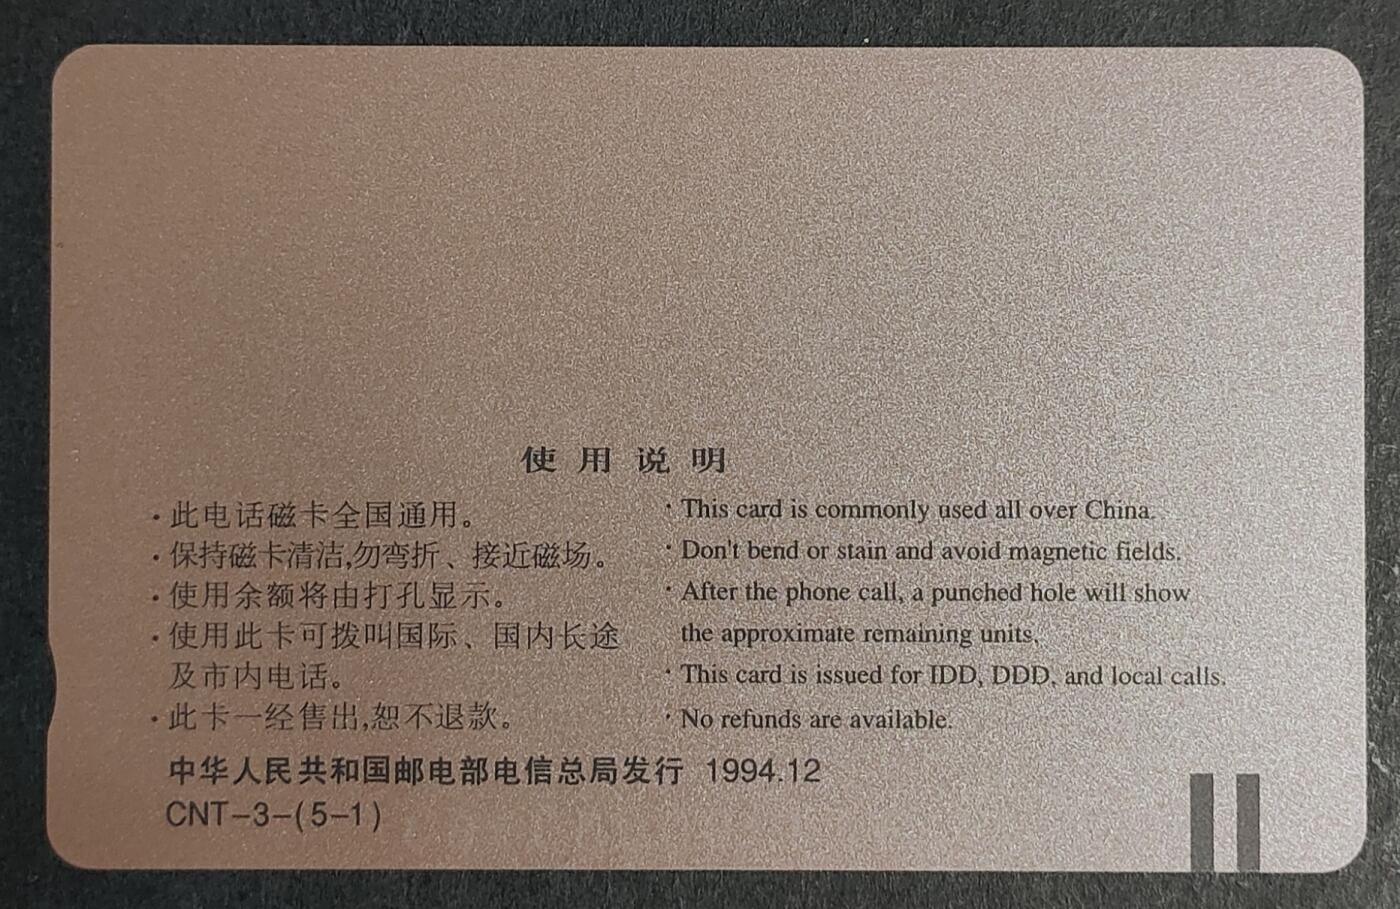 使用说明
·此电话磁卡全国通用。
·保持磁卡清洁,勿弯折、接近磁场。
·使用余额将由打孔显示。
·使用此卡可拨叫国际、国内长途
及市内电话。
·此卡一经售出,恕不退款。
·This card is commonly used all over China.
·Don't bend or stain and avoid magnetic fields.
·After the phone call, a punched hole will show
the approximate remaining units.
·This card is issued for IDD, DDD, and local calls.
·No refunds are available.
中华人民共和国邮电部电信总局发行 1994.12
CNT-3-(5-1)